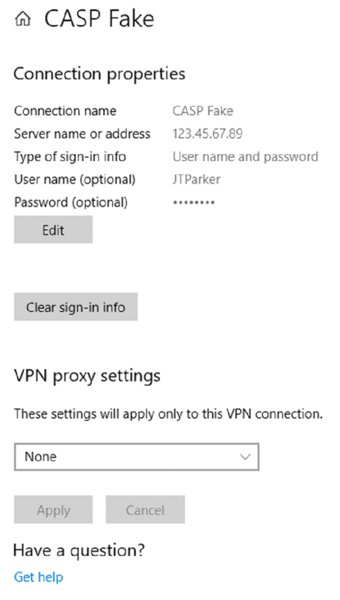 CASP Fake
Connection properties
Connection name CASP Fake
Server name or address 123.45.67.89
Type of sign-in info User name and password
User name (optional) JTParker
Password (optional) ••••••••
Edit
Clear sign-in info
VPN proxy settings
These settings will apply only to this VPN connection.
None
Apply Cancel
Have a question?
Get help